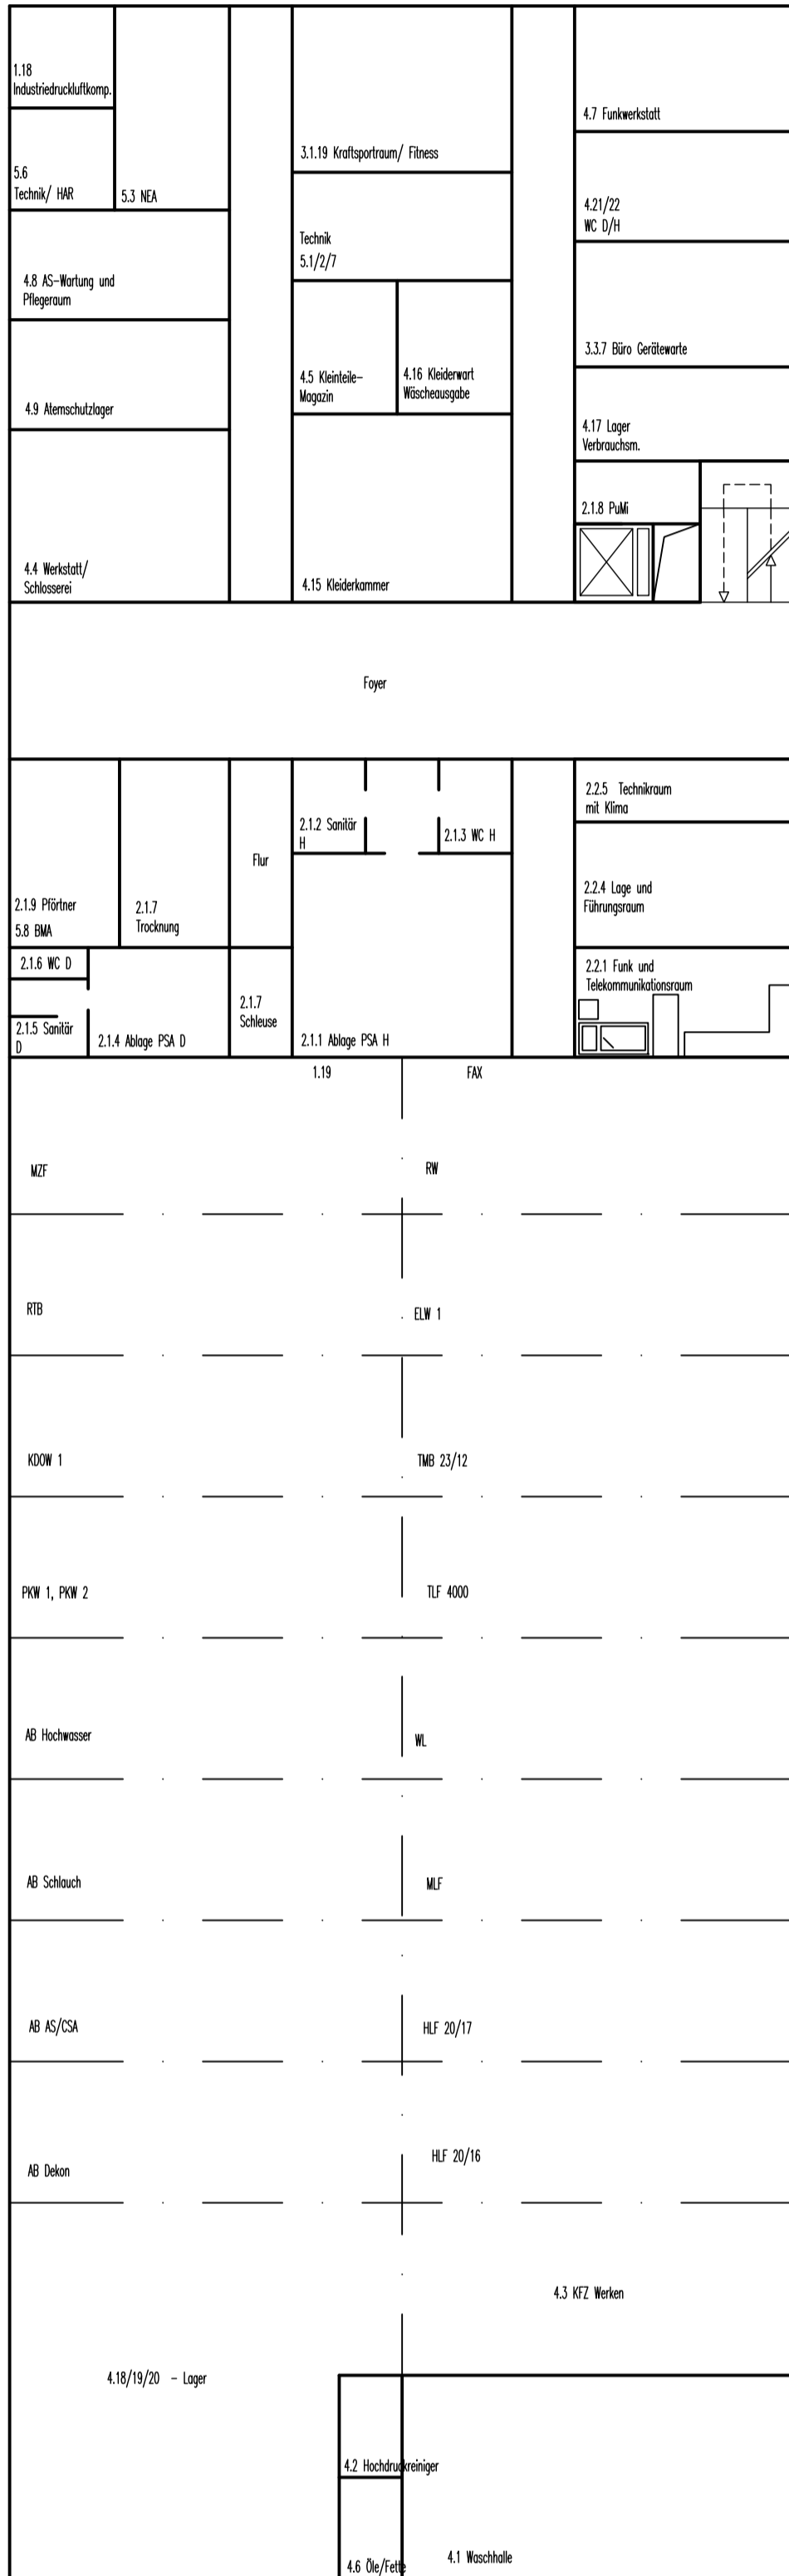 1.18
Industriedruckluftkomp.
5.6
Technik/ HAR
5.3 NEA
3.1.19 Kraftsportraum/ Fitness
4.7 Funkwerkstatt
4.21/22
WC D/H
Technik
5.1/2/7
4.8 AS-Wartung und
Pflegeraum
3.3.7 Büro Gerätewarte
4.5 Kleinteile-
Magazin
4.16 Kleiderwart
Wäscheausgabe
4.9 Atemschutzlager
4.17 Lager
Verbrauchsm.
2.1.8 PuMi
4.4 Werkstatt/
Schlosserei
4.15 Kleiderkammer
Foyer
2.2.5 Technikraum
mit Klima
2.1.2 Sanitär
H
2.1.3 WC H
Flur
2.2.4 Lage und
Führungsraum
2.1.9 Pförtner
5.8 BMA
2.1.7
Trocknung
2.1.6 WC D
2.2.1 Funk und
Telekommunikationsraum
2.1.7
Schleuse
2.1.5 Sanitär
D
2.1.4 Ablage PSA D
2.1.1 Ablage PSA H
1.19
FAX
MZF
RW
RTB
ELW 1
KDOW 1
TMB 23/12
PKW 1, PKW 2
TLF 4000
AB Hochwasser
WL
AB Schlauch
MLF
AB AS/CSA
HLF 20/17
AB Dekon
HLF 20/16
4.3 KFZ Werken
4.18/19/20 - Lager
4.2 Hochdruckreiniger
4.1 Waschhalle
4.6 Öle/Fette